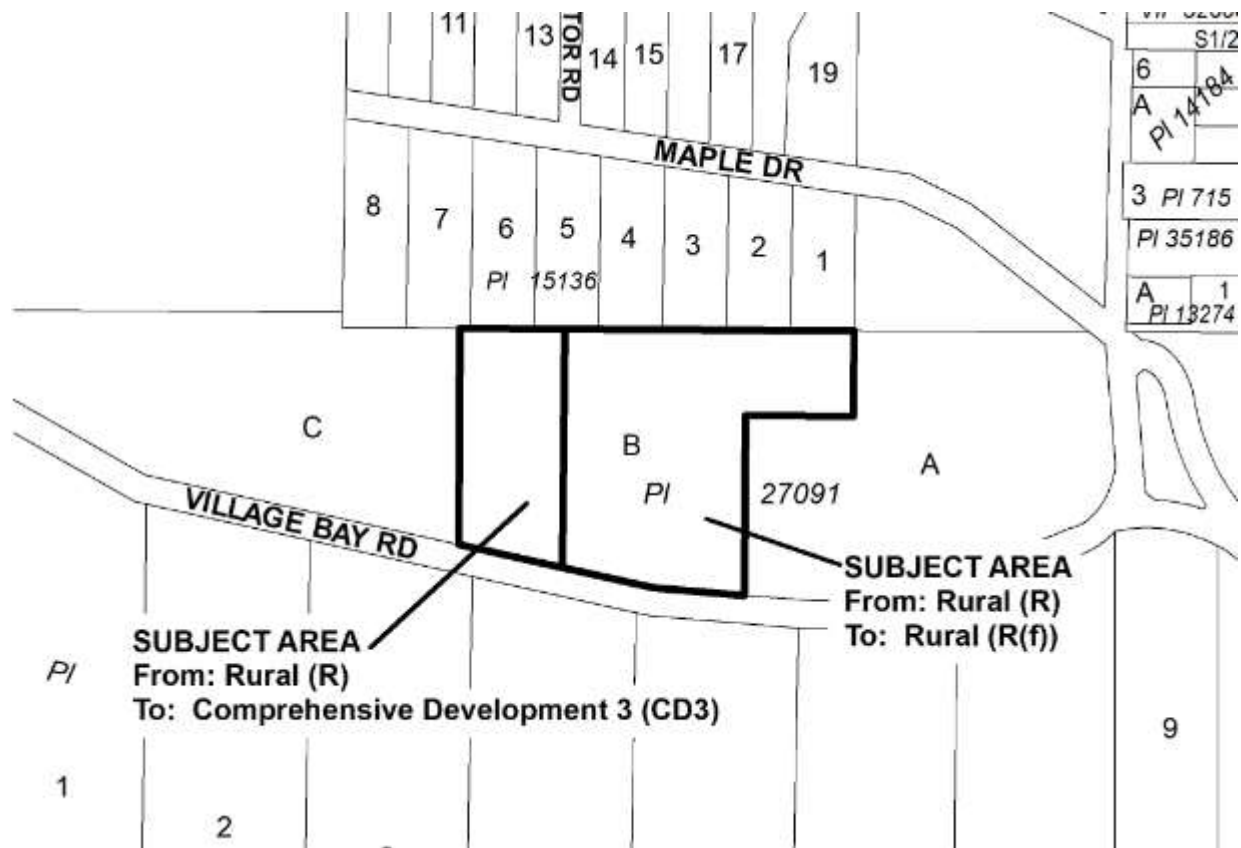 11
13
TOR RD
14
15
17
19
S1/2
6
A
Pl 14184
MAPLE DR
3 Pl 715
Pl 35186
A 1
Pl 13274
8
7
6
5
4
3
2
1
Pl 15136
C
B
A
Pl 27091
VILLAGE BAY RD
SUBJECT AREA
From: Rural (R)
To: Rural (R(f))
SUBJECT AREA
From: Rural (R)
To: Comprehensive Development 3 (CD3)
Pl
1
2
9